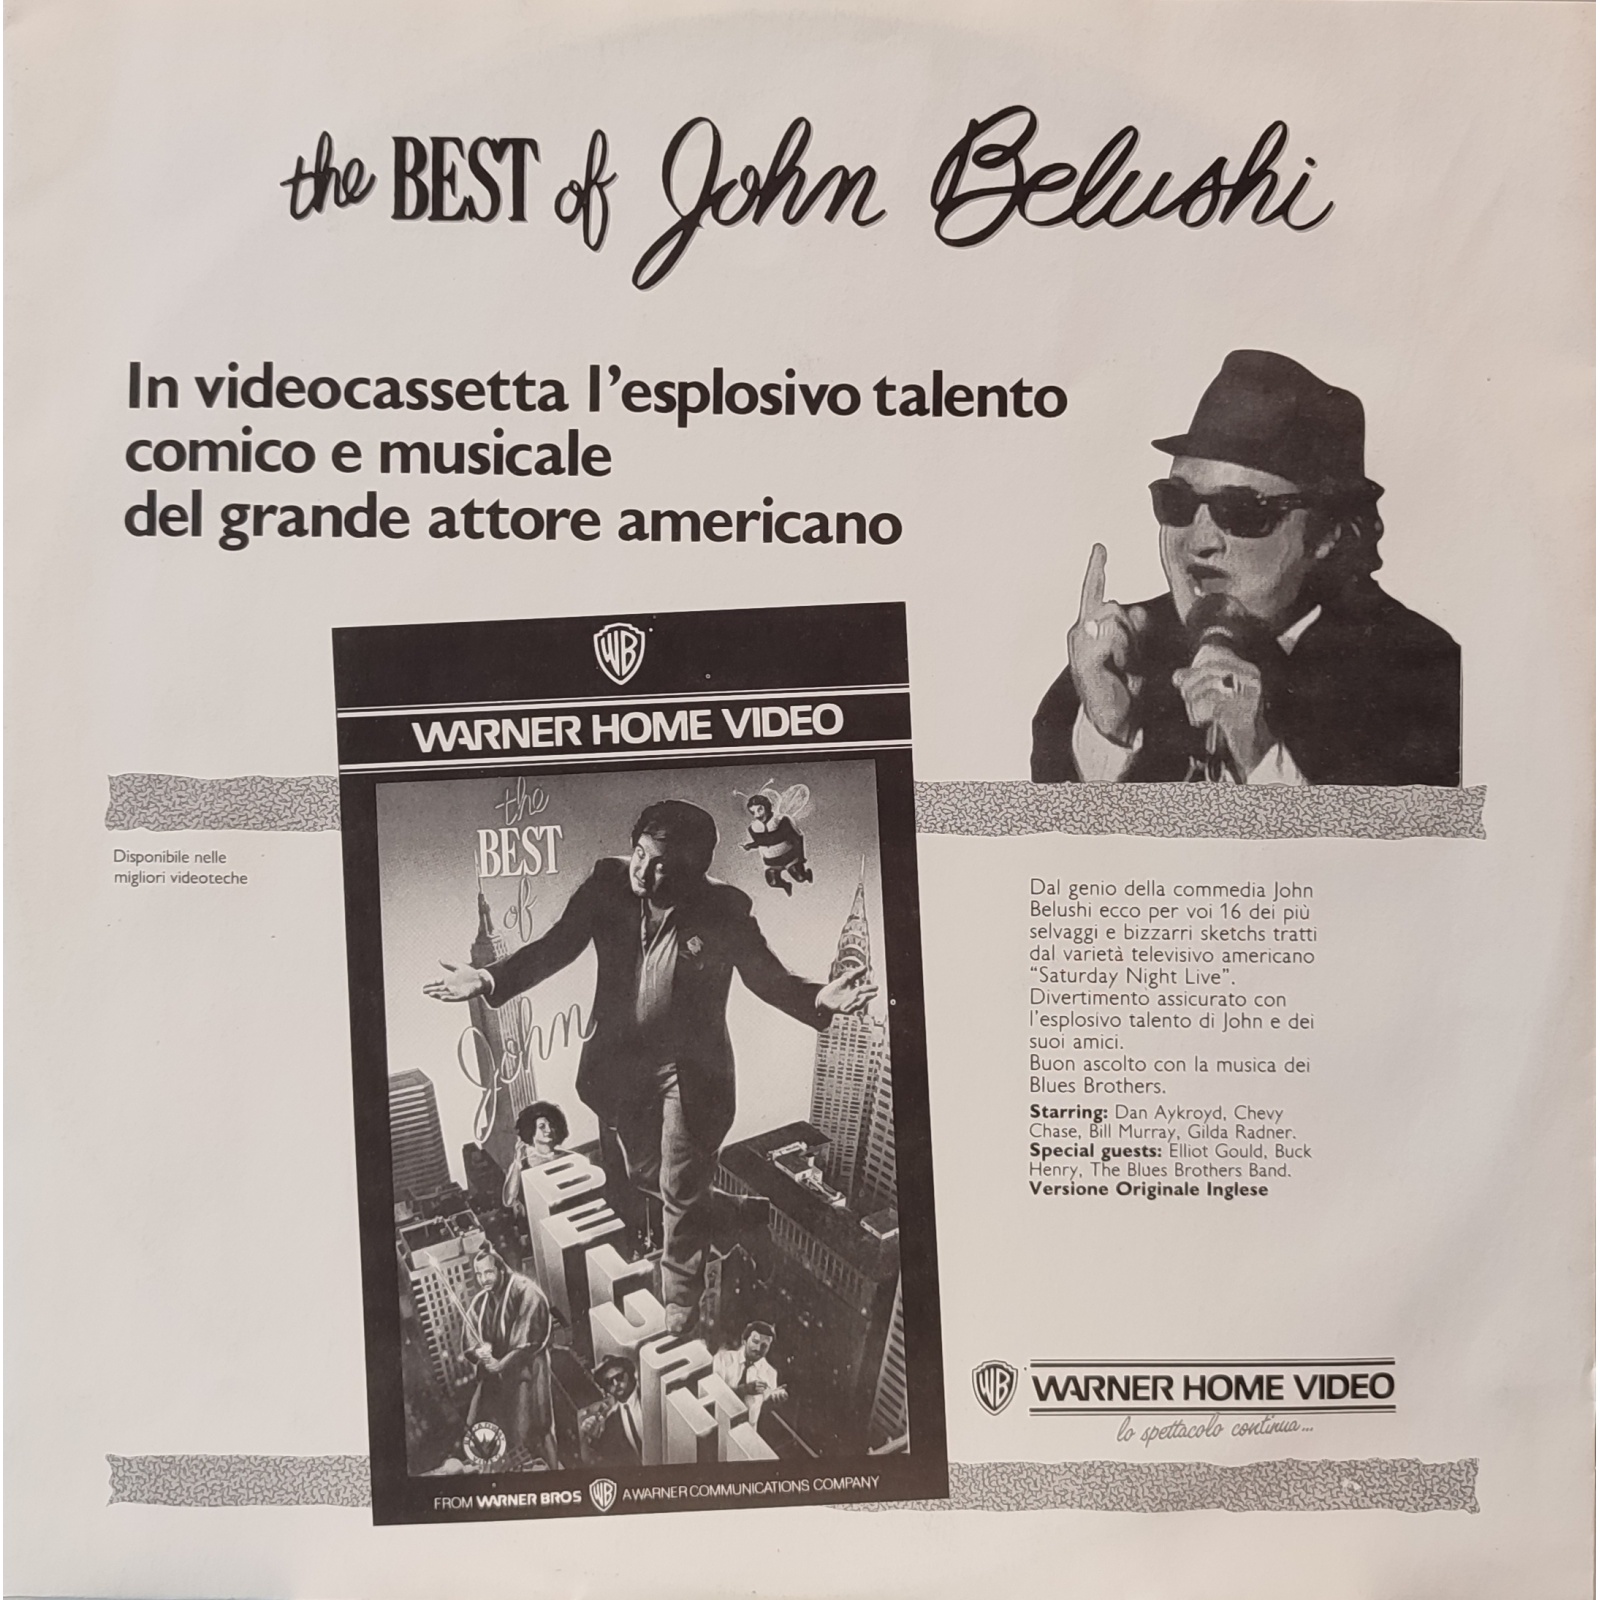 the BEST of John Belushi
In videocassetta l'esplosivo talento
comico e musicale
del grande attore americano
WB
WARNER HOME VIDEO
the
BEST
of
John
BELUSHI
FROM WARNER BROS WB A WARNER COMMUNICATIONS COMPANY
Disponibile nelle
migliori videoteche
Dal genio della commedia John
Belushi ecco per voi 16 dei più
selvaggi e bizzarri sketchs tratti
dal varietà televisivo americano
“Saturday Night Live”.
Divertimento assicurato con
l'esplosivo talento di John e dei
suoi amici.
Buon ascolto con la musica dei
Blues Brothers.
Starring: Dan Aykroyd, Chevy
Chase, Bill Murray, Gilda Radner.
Special guests: Elliot Gould, Buck
Henry, The Blues Brothers Band.
Versione Originale Inglese
WB WARNER HOME VIDEO
lo spettacolo continua...